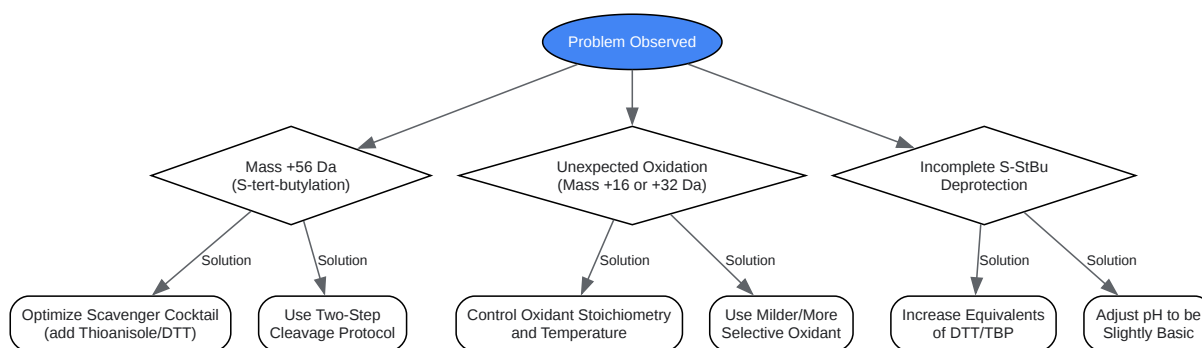 Problem Observed
Mass +56 Da
(S-tert-butylation)
Unexpected Oxidation
(Mass +16 or +32 Da)
Incomplete S-StBu
Deprotection
Solution
Solution
Solution
Solution
Solution
Solution
Optimize Scavenger Cocktail
(add Thioanisole/DTT)
Use Two-Step
Cleavage Protocol
Control Oxidant Stoichiometry
and Temperature
Use Milder/More
Selective Oxidant
Increase Equivalents
of DTT/TBP
Adjust pH to be
Slightly Basic